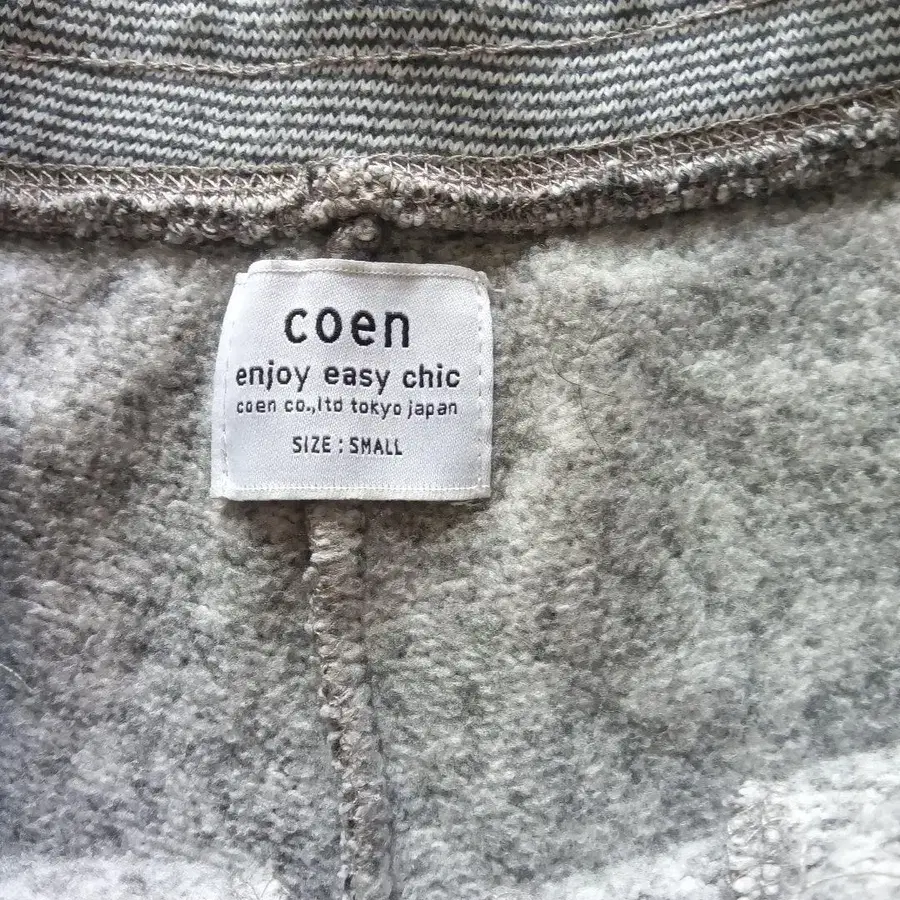 coen
enjoy easy chic
coen co.,ltd tokyo japan
SIZE : SMALL